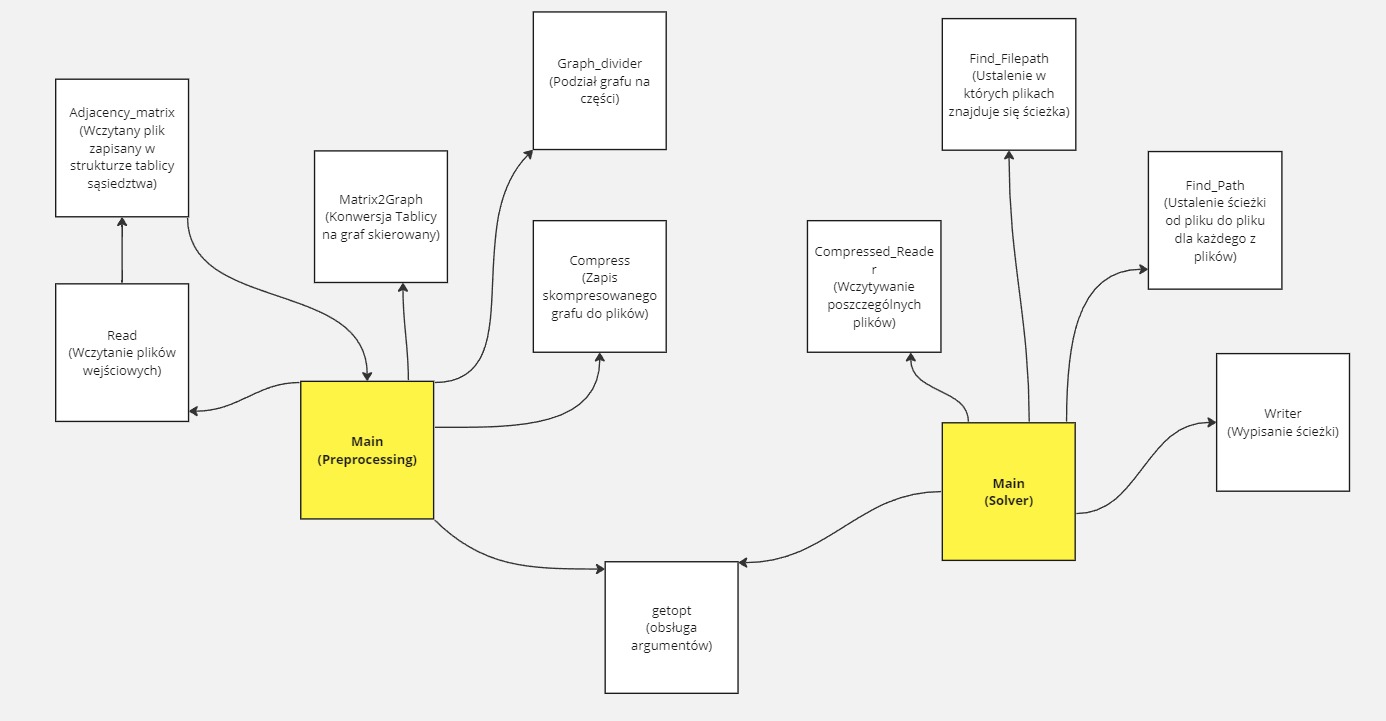 Graph_divider
(Podział grafu na
części)
Find_Filepath
(Ustalenie w
których plikach
znajduje się ścieżka)
Adjacency_matrix
(Wczytany plik
zapisany w
strukturze tablicy
sąsiedztwa)
Matrix2Graph
(Konwersja Tablicy
na graf skierowany)
Find_Path
(Ustalenie ścieżki
od pliku do pliku
dla każdego z
plików)
Compress
(Zapis
skompresowanego
grafu do plików)
Compressed_Reade
r
(Wczytywanie
poszczególnych
plików)
Read
(Wczytanie plików
wejściowych)
Writer
(Wypisanie ścieżki)
Main
(Preprocessing)
Main
(Solver)
getopt
(obsługa
argumentów)